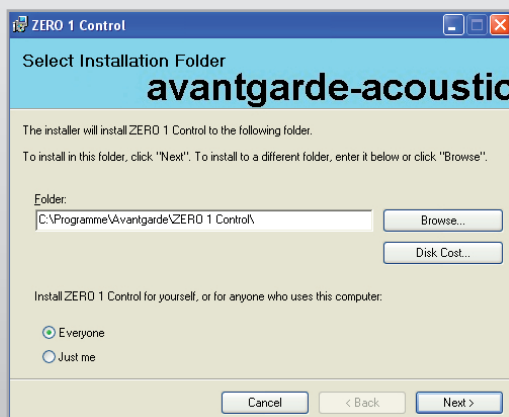 ZERO 1 Control
Select Installation Folder
avantgarde-acoustic
The installer will install ZERO 1 Control to the following folder.
To install in this folder, click "Next". To install to a different folder, enter it below or click "Browse".
Folder:
C:\Programme\Avantgarde\ZERO 1 Control\
Browse...
Disk Cost...
Install ZERO 1 Control for yourself, or for anyone who uses this computer:
Everyone
Just me
Cancel
< Back
Next >